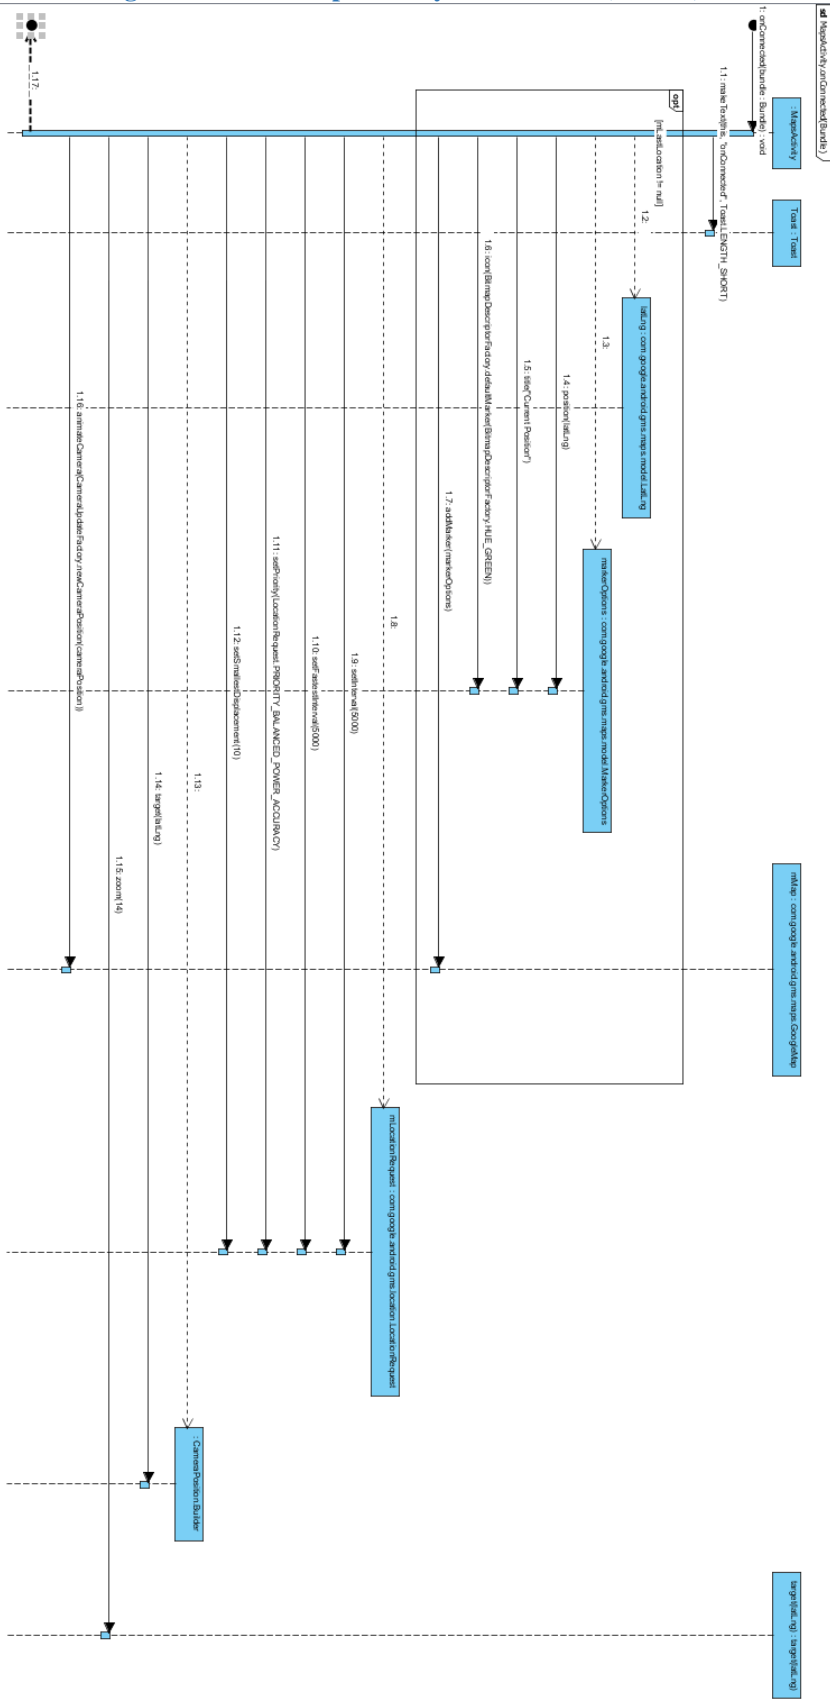 sd MapsActivity.onConnected(Bundle)
: MapsActivity
Toast : Toast
mMap : com.google.android.gms.maps.GoogleMap
target(latLng) : target(latLng)
1: onConnected(bundle : Bundle) : void
1.1: makeText(this, "onConnected", Toast.LENGTH_SHORT)
opt
[mLastLocation != null]
1.2:
latLng : com.google.android.gms.maps.model.LatLng
1.3:
markerOptions : com.google.android.gms.maps.model.MarkerOptions
1.4: position(latLng)
1.5: title("Current Position")
1.6: icon(BitmapDescriptorFactory.defaultMarker(BitmapDescriptorFactory.HUE_GREEN))
1.7: addMarker(markerOptions)
1.8:
mLocationRequest : com.google.android.gms.location.LocationRequest
1.9: setInterval(5000)
1.10: setFastestInterval(5000)
1.11: setPriority(LocationRequest.PRIORITY_BALANCED_POWER_ACCURACY)
1.12: setSmallestDisplacement(10)
1.13:
: CameraPosition.Builder
1.14: target(latLng)
1.15: zoom(14)
1.16: animateCamera(CameraUpdateFactory.newCameraPosition(cameraPosition))
1.17: